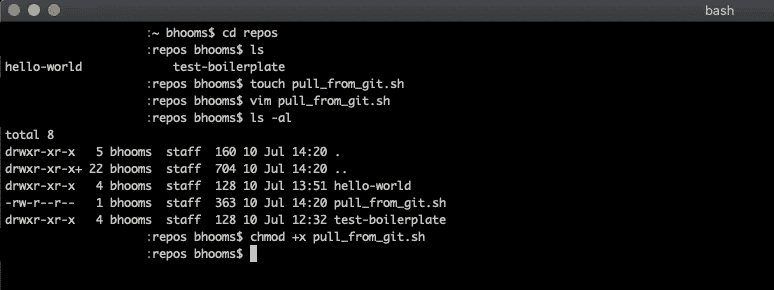 bash
:~ bhooms$ cd repos
:repos bhooms$ ls
hello-world test-boilerplate
:repos bhooms$ touch pull_from_git.sh
:repos bhooms$ vim pull_from_git.sh
:repos bhooms$ ls -al
total 8
drwxr-xr-x 5 bhooms staff 160 10 Jul 14:20 .
drwxr-xr-x+ 22 bhooms staff 704 10 Jul 14:20 ..
drwxr-xr-x 4 bhooms staff 128 10 Jul 13:51 hello-world
-rw-r--r-- 1 bhooms staff 363 10 Jul 14:20 pull_from_git.sh
drwxr-xr-x 4 bhooms staff 128 10 Jul 12:32 test-boilerplate
:repos bhooms$ chmod +x pull_from_git.sh
:repos bhooms$